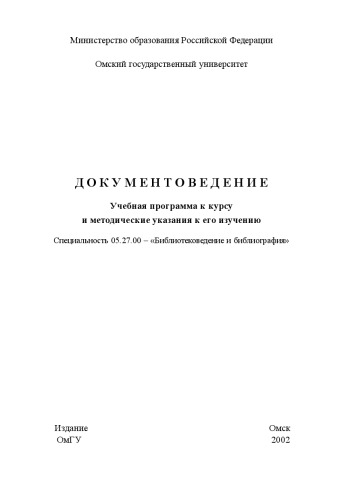 Министерство образования Российской Федерации
Омский государственный университет
ДОКУМЕНТОВЕДЕНИЕ
Учебная программа к курсу
и методические указания к его изучению
Специальность 05.27.00 – «Библиотековедение и библиография»
Издание Омск
ОмГУ 2002